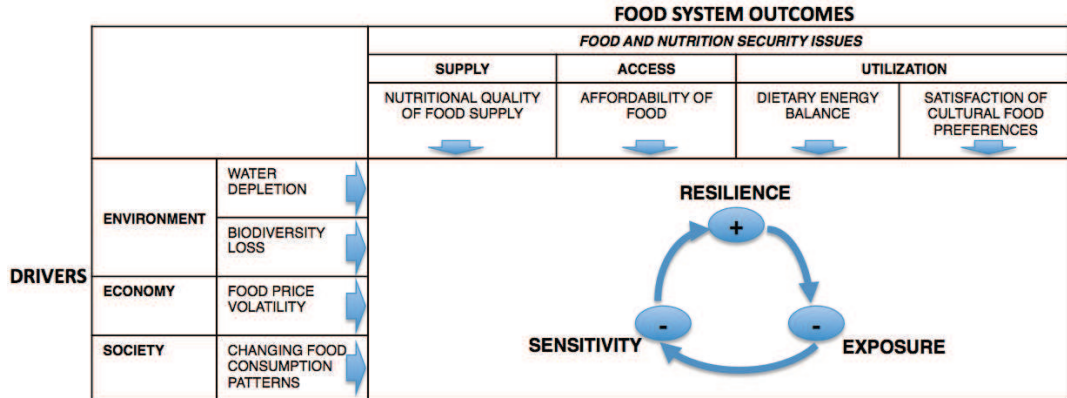 FOOD SYSTEM OUTCOMES
FOOD AND NUTRITION SECURITY ISSUES
SUPPLY
ACCESS
UTILIZATION
NUTRITIONAL QUALITY
OF FOOD SUPPLY
AFFORDABILITY OF
FOOD
DIETARY ENERGY
BALANCE
SATISFACTION OF
CULTURAL FOOD
PREFERENCES
DRIVERS
ENVIRONMENT
WATER
DEPLETION
BIODIVERSITY
LOSS
ECONOMY
FOOD PRICE
VOLATILITY
SOCIETY
CHANGING FOOD
CONSUMPTION
PATTERNS
RESILIENCE
+
-
-
SENSITIVITY
EXPOSURE